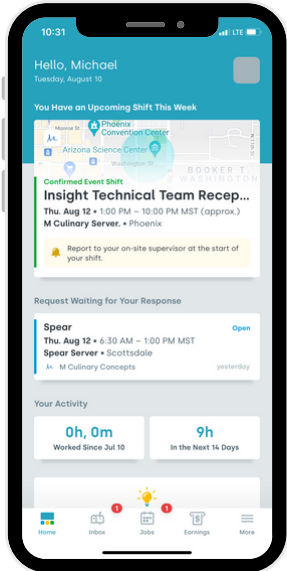 10:31
LTE
Hello, Michael
Tuesday, August 10
You Have an Upcoming Shift This Week
Monroe St
Phoenix
Convention Center
Arizona Science Center
Washington St
BOOKER T
WASHINGTON
Confirmed Event Shift
Insight Technical Team Recep...
Thu. Aug 12 • 1:00 PM – 10:00 PM MST (approx.)
M Culinary Server. • Phoenix
Report to your on-site supervisor at the start of
your shift.
Request Waiting for Your Response
Spear
Open
Thu. Aug 12 • 6:30 AM – 1:00 PM MST
Spear Server • Scottsdale
M Culinary Concepts
yesterday
Your Activity
0h, 0m
9h
Worked Since Jul 10
In the Next 14 Days
1
1
Home
Inbox
Jobs
Earnings
More